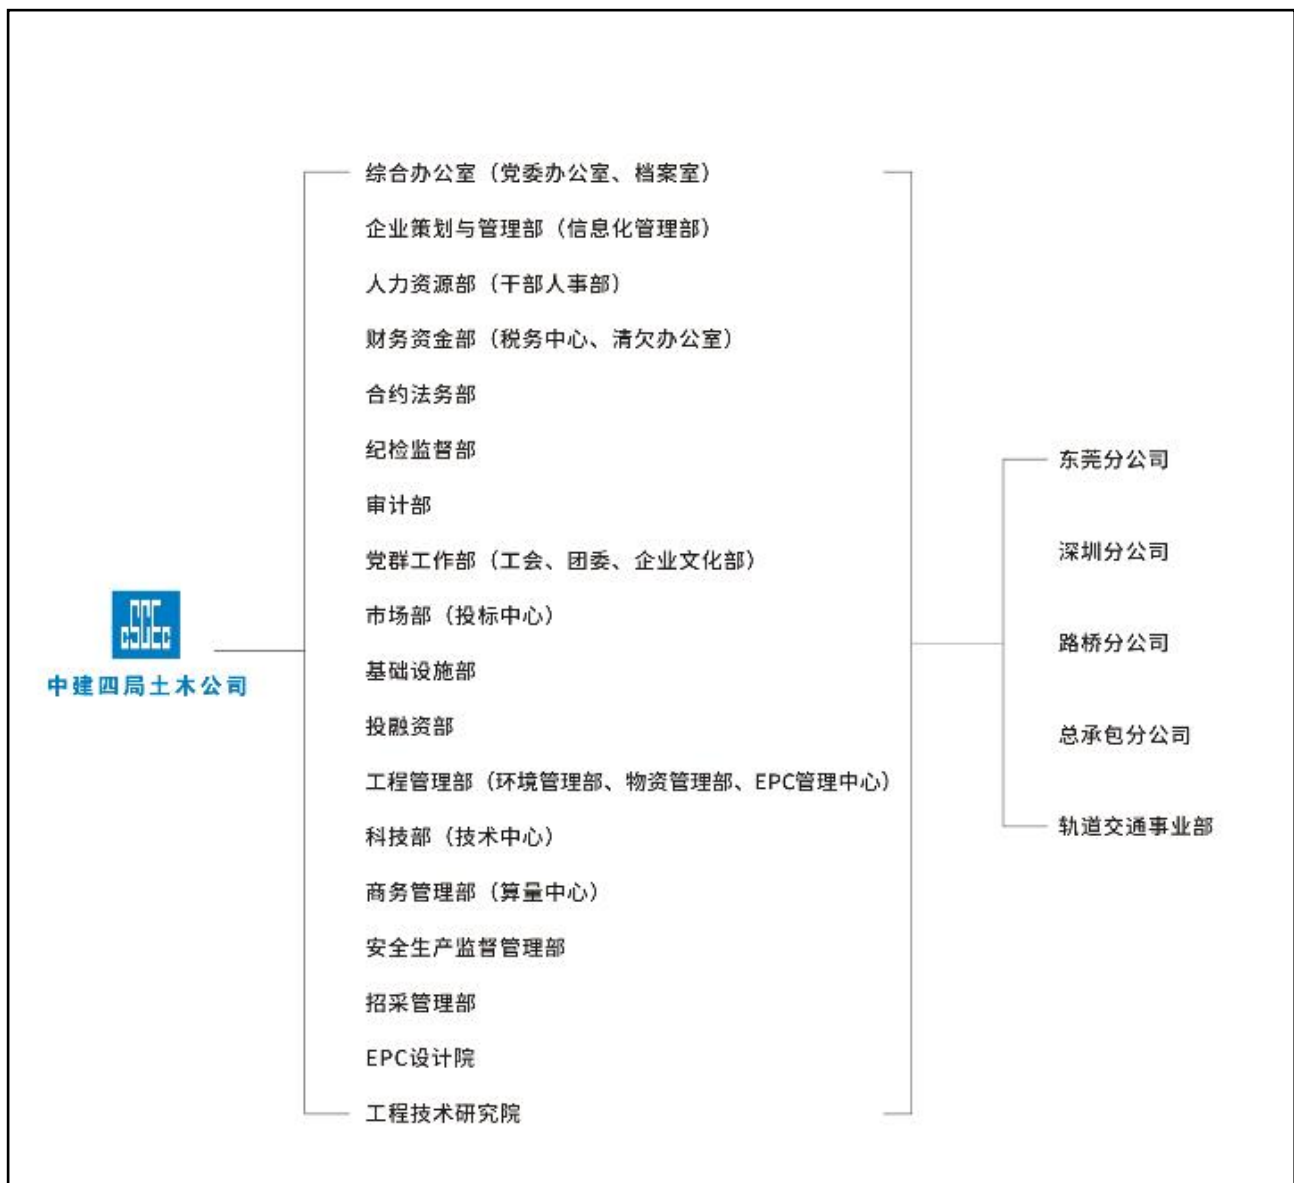 综合办公室（党委办公室、档案室）
企业策划与管理部（信息化管理部）
人力资源部（干部人事部）
财务资金部（税务中心、清欠办公室）
合约法务部
纪检监督部
审计部
党群工作部（工会、团委、企业文化部）
市场部（投标中心）
基础设施部
投融资部
工程管理部（环境管理部、物资管理部、EPC管理中心）
科技部（技术中心）
商务管理部（算量中心）
安全生产监督管理部
招采管理部
EPC设计院
工程技术研究院
CSCEC
中建四局土木公司
东莞分公司
深圳分公司
路桥分公司
总承包分公司
轨道交通事业部